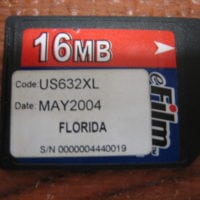 16MB
Code: US632XL
Date: MAY2004
FLORIDA
S/N 0000004440019
eFilm